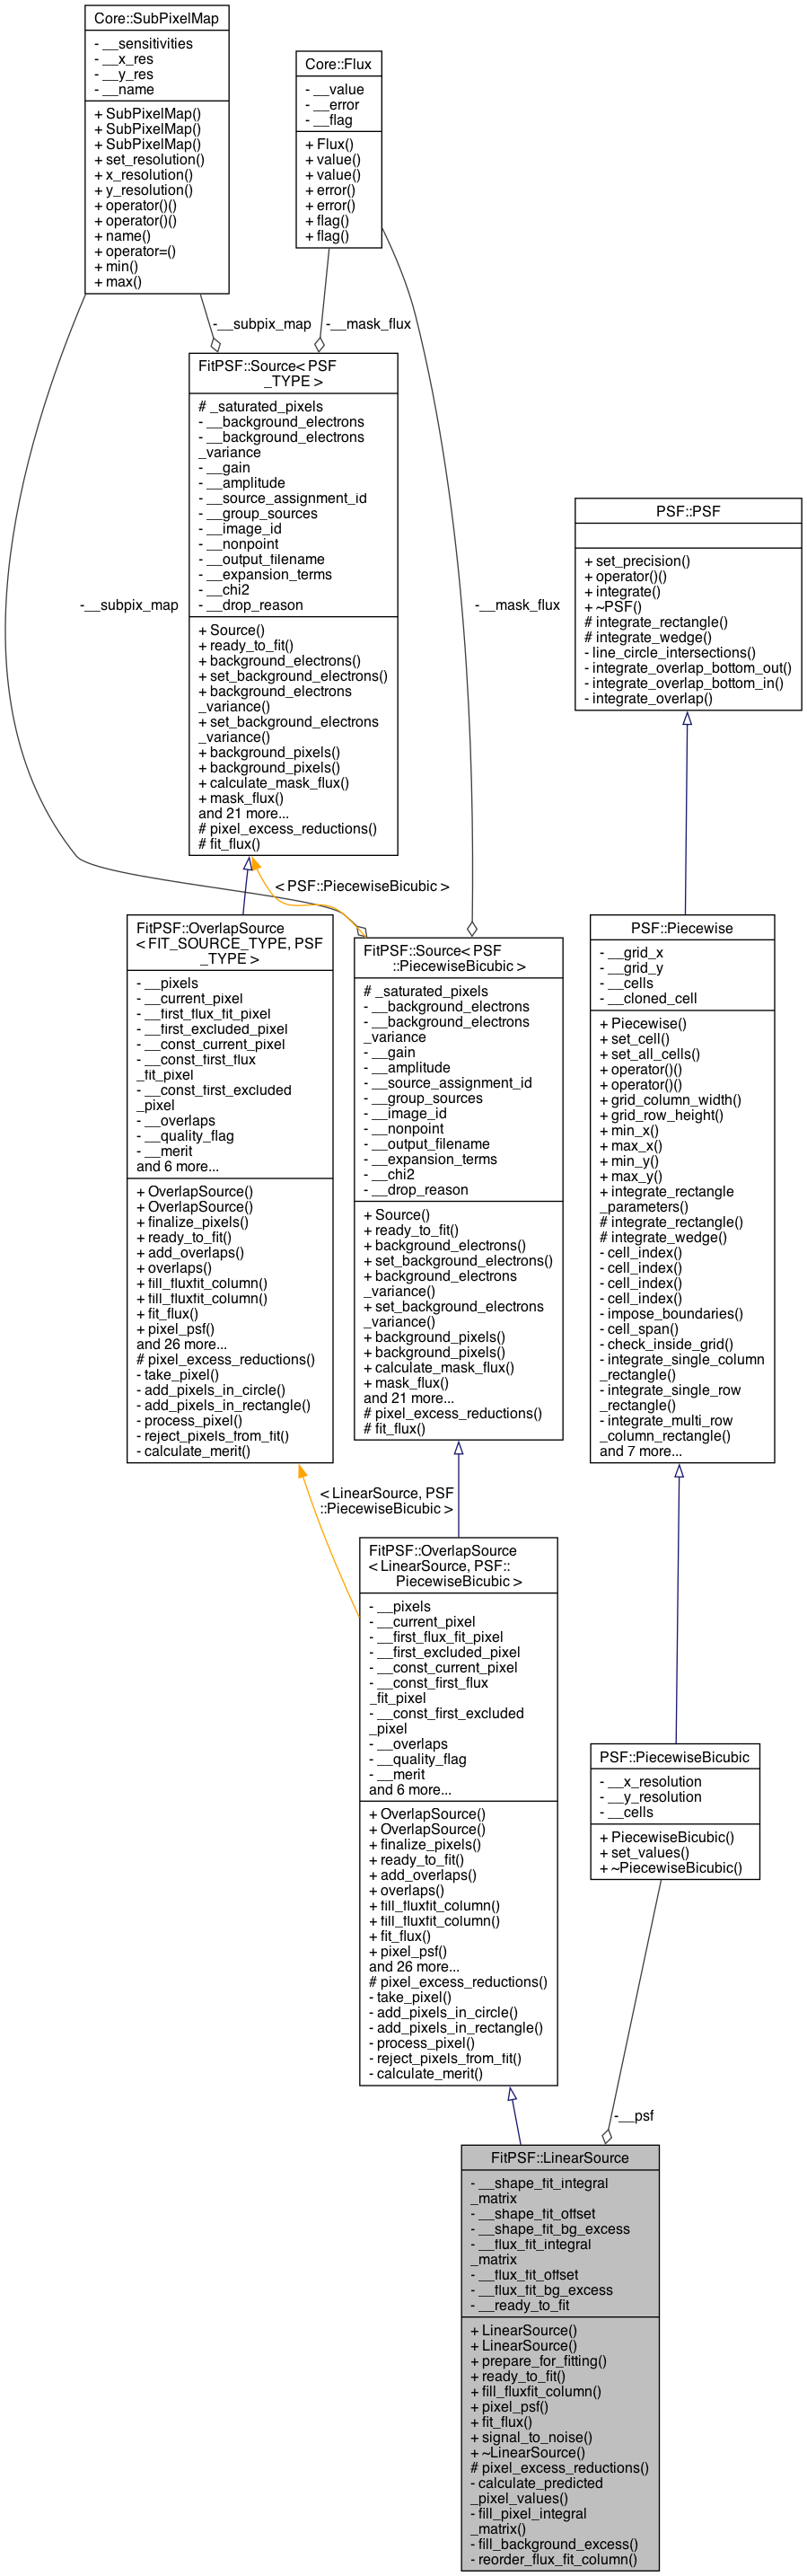 Core::SubPixelMap
- __sensitivities
- __x_res
- __y_res
- __name
+ SubPixelMap()
+ SubPixelMap()
+ SubPixelMap()
+ set_resolution()
+ x_resolution()
+ y_resolution()
+ operator()()
+ operator()()
+ name()
+ operator=()
+ min()
+ max()
Core::Flux
- __value
- __error
- __flag
+ Flux()
+ value()
+ value()
+ error()
+ error()
+ flag()
+ flag()
-__subpix_map
-__mask_flux
FitPSF::Source< PSF
_TYPE >
# _saturated_pixels
- __background_electrons
- __background_electrons
_variance
- __gain
- __amplitude
- __source_assignment_id
- __group_sources
- __image_id
- __nonpoint
- __output_filename
- __expansion_terms
- __chi2
- __drop_reason
+ Source()
+ ready_to_fit()
+ background_electrons()
+ set_background_electrons()
+ background_electrons
_variance()
+ set_background_electrons
_variance()
+ background_pixels()
+ background_pixels()
+ calculate_mask_flux()
+ mask_flux()
and 21 more...
# pixel_excess_reductions()
# fit_flux()
-__subpix_map
-__mask_flux
PSF::PSF
+ set_precision()
+ operator()()
+ integrate()
+ ~PSF()
# integrate_rectangle()
# integrate_wedge()
- line_circle_intersections()
- integrate_overlap_bottom_out()
- integrate_overlap_bottom_in()
- integrate_overlap()
< PSF::PiecewiseBicubic >
FitPSF::OverlapSource
< FIT_SOURCE_TYPE, PSF
_TYPE >
- __pixels
- __current_pixel
- __first_flux_fit_pixel
- __first_excluded_pixel
- __const_current_pixel
- __const_first_flux
_fit_pixel
- __const_first_excluded
_pixel
- __overlaps
- __quality_flag
- __merit
and 6 more...
+ OverlapSource()
+ OverlapSource()
+ finalize_pixels()
+ ready_to_fit()
+ add_overlaps()
+ overlaps()
+ fill_fluxfit_column()
+ fill_fluxfit_column()
+ fit_flux()
+ pixel_psf()
and 26 more...
# pixel_excess_reductions()
- take_pixel()
- add_pixels_in_circle()
- add_pixels_in_rectangle()
- process_pixel()
- reject_pixels_from_fit()
- calculate_merit()
FitPSF::Source< PSF
::PiecewiseBicubic >
# _saturated_pixels
- __background_electrons
- __background_electrons
_variance
- __gain
- __amplitude
- __source_assignment_id
- __group_sources
- __image_id
- __nonpoint
- __output_filename
- __expansion_terms
- __chi2
- __drop_reason
+ Source()
+ ready_to_fit()
+ background_electrons()
+ set_background_electrons()
+ background_electrons
_variance()
+ set_background_electrons
_variance()
+ background_pixels()
+ background_pixels()
+ calculate_mask_flux()
+ mask_flux()
and 21 more...
# pixel_excess_reductions()
# fit_flux()
PSF::Piecewise
- __grid_x
- __grid_y
- __cells
- __cloned_cell
+ Piecewise()
+ set_cell()
+ set_all_cells()
+ operator()()
+ operator()()
+ grid_column_width()
+ grid_row_height()
+ min_x()
+ max_x()
+ min_y()
+ max_y()
+ integrate_rectangle
_parameters()
# integrate_rectangle()
# integrate_wedge()
- cell_index()
- cell_index()
- cell_index()
- cell_index()
- impose_boundaries()
- cell_span()
- check_inside_grid()
- integrate_single_column
_rectangle()
- integrate_single_row
_rectangle()
- integrate_multi_row
_column_rectangle()
and 7 more...
< LinearSource, PSF
::PiecewiseBicubic >
FitPSF::OverlapSource
< LinearSource, PSF::
PiecewiseBicubic >
- __pixels
- __current_pixel
- __first_flux_fit_pixel
- __first_excluded_pixel
- __const_current_pixel
- __const_first_flux
_fit_pixel
- __const_first_excluded
_pixel
- __overlaps
- __quality_flag
- __merit
and 6 more...
+ OverlapSource()
+ OverlapSource()
+ finalize_pixels()
+ ready_to_fit()
+ add_overlaps()
+ overlaps()
+ fill_fluxfit_column()
+ fill_fluxfit_column()
+ fit_flux()
+ pixel_psf()
and 26 more...
# pixel_excess_reductions()
- take_pixel()
- add_pixels_in_circle()
- add_pixels_in_rectangle()
- process_pixel()
- reject_pixels_from_fit()
- calculate_merit()
PSF::PiecewiseBicubic
- __x_resolution
- __y_resolution
- __cells
+ PiecewiseBicubic()
+ set_values()
+ ~PiecewiseBicubic()
-__psf
FitPSF::LinearSource
- __shape_fit_integral
_matrix
- __shape_fit_offset
- __shape_fit_bg_excess
- __flux_fit_integral
_matrix
- __flux_fit_offset
- __flux_fit_bg_excess
- __ready_to_fit
+ LinearSource()
+ LinearSource()
+ prepare_for_fitting()
+ ready_to_fit()
+ fill_fluxfit_column()
+ pixel_psf()
+ fit_flux()
+ signal_to_noise()
+ ~LinearSource()
# pixel_excess_reductions()
- calculate_predicted
_pixel_values()
- fill_pixel_integral
_matrix()
- fill_background_excess()
- reorder_flux_fit_column()